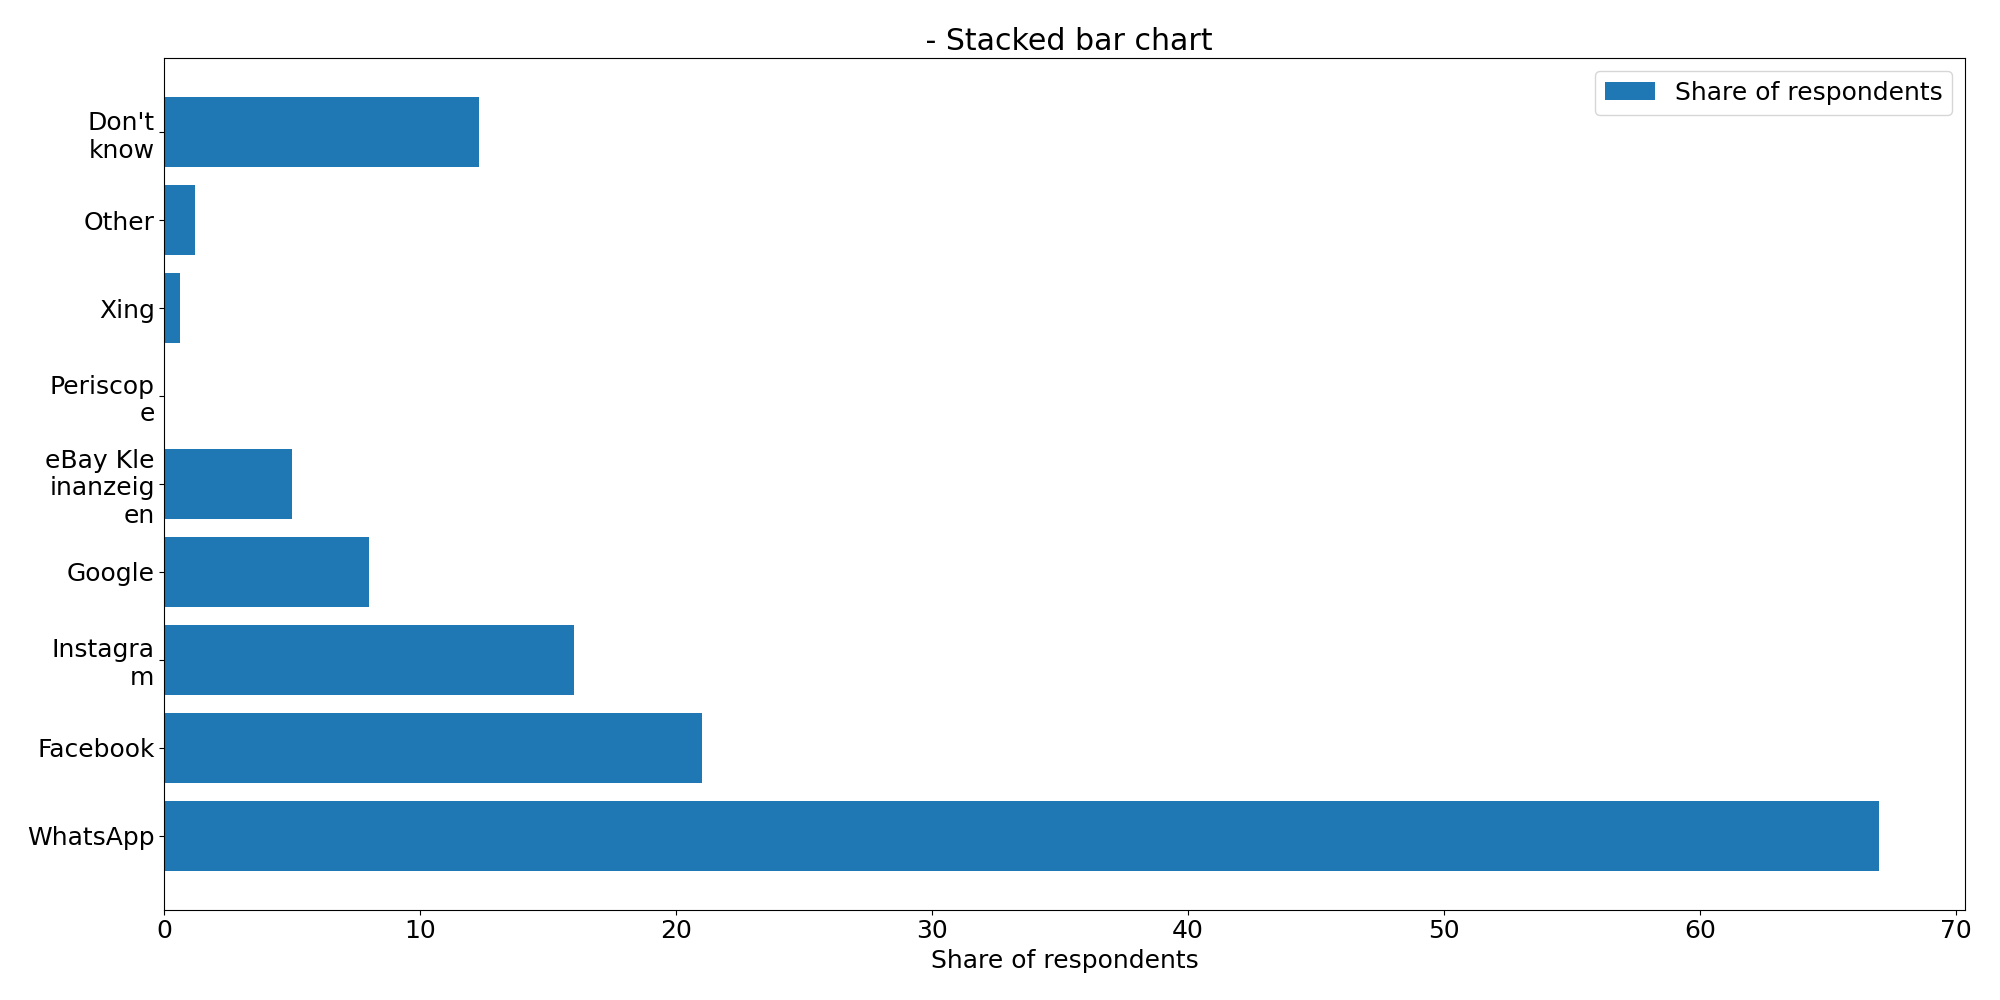 - Stacked bar chart
Share of respondents
Don't
know
Other
Xing
Periscop
e
eBay Kle
inanzeig
en
Google
Instagra
m
Facebook
WhatsApp
0 10 20 30 40 50 60 70
Share of respondents